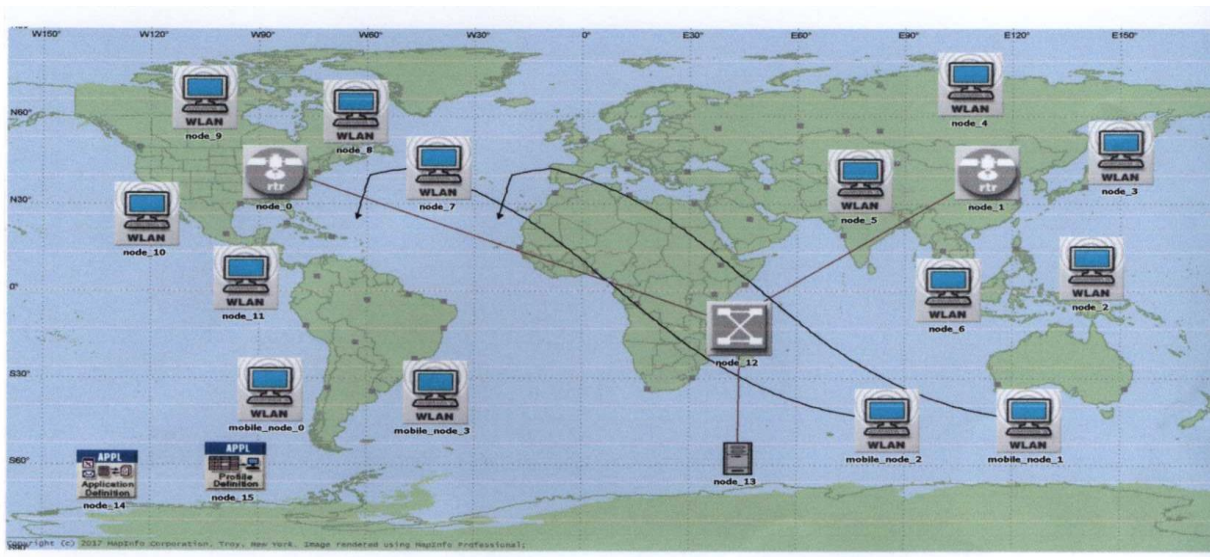 W150° W120° W90° W60° 0° E30° E60° E90° E120° E150°
WLAN
node_4
WLAN
node_9
WLAN
node_8
N60°
WLAN
node_3
rtr
node_0
WLAN
node_7
WLAN
node_5
rtr
node_1
N30°
WLAN
node_10
WLAN
node_11
WLAN
node_6
WLAN
node_2
0°
node_12
S30°
WLAN
mobile_node_0
WLAN
mobile_node_3
WLAN
mobile_node_2
WLAN
mobile_node_1
APPL
Application
Definition
node_14
APPL
Profile
Definition
node_15
S60°
node_13
Copyright (c) 2017 MapInfo Corporation, Troy, New York. Image rendered using MapInfo Professional;